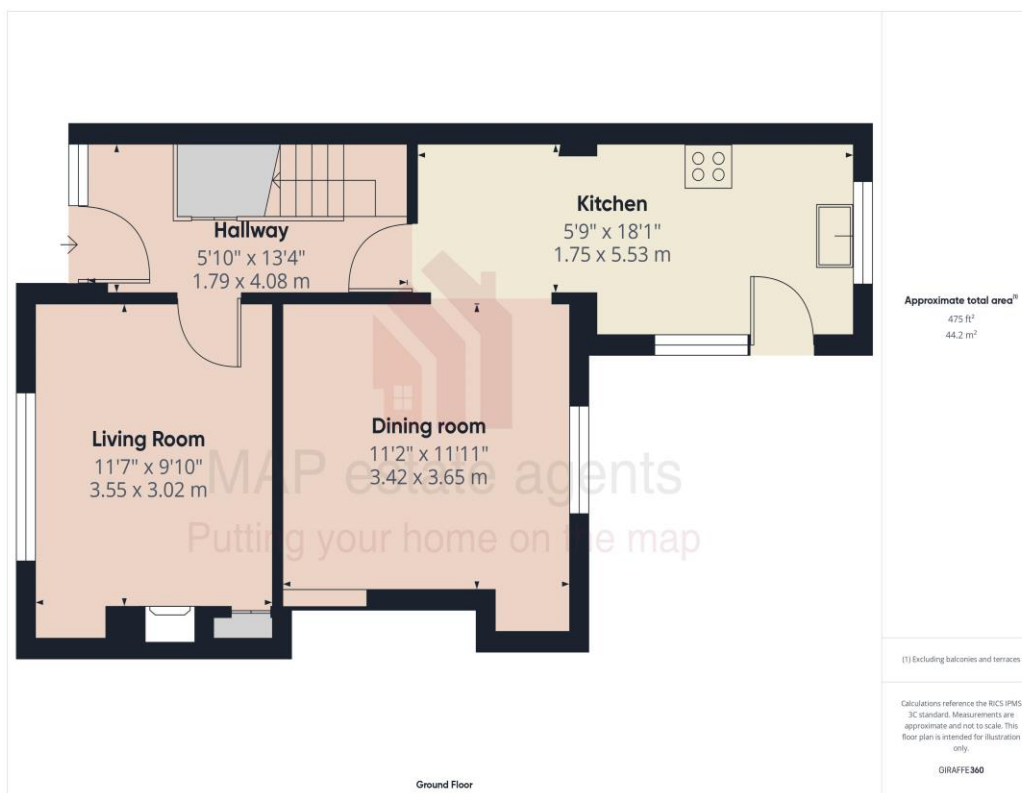 Hallway
5'10" x 13'4"
1.79 x 4.08 m
Kitchen
5'9" x 18'1"
1.75 x 5.53 m
Living Room
11'7" x 9'10"
3.55 x 3.02 m
Dining room
11'2" x 11'11"
3.42 x 3.65 m
MAP estate agents
Putting your home on the map
Ground Floor
Approximate total area⁽¹⁾
475 ft²
44.2 m²
(1) Excluding balconies and terraces
Calculations reference the RICS IPMS
3C standard. Measurements are
approximate and not to scale. This
floor plan is intended for illustration
only.
GIRAFFE360